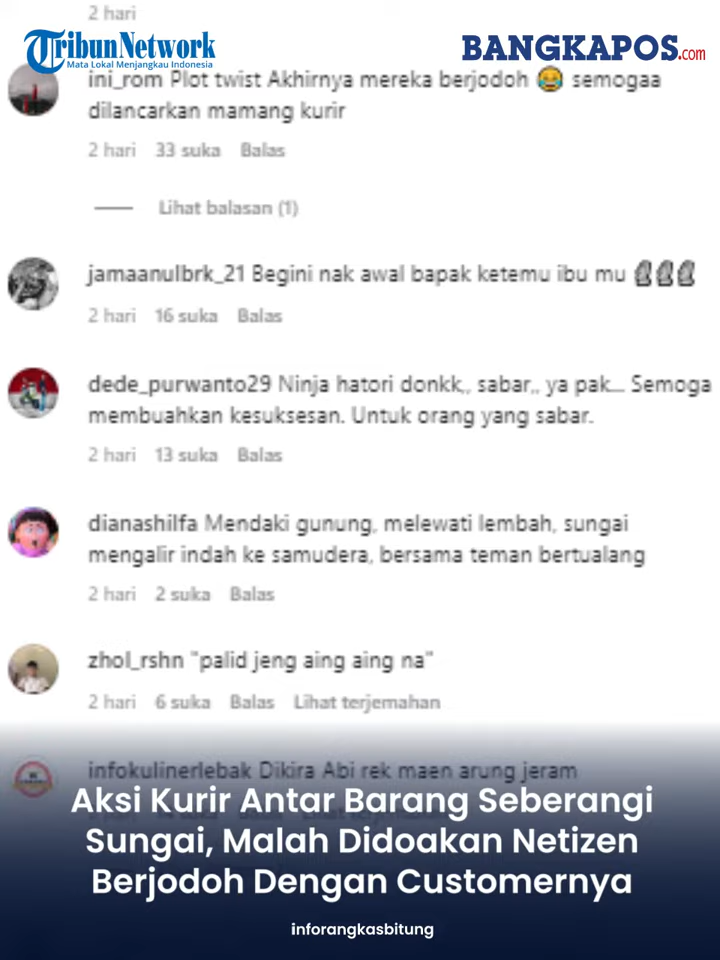 2 hari
TribunNetwork
Mata Lokal Menjangkau Indonesia
BANGKAPOS.com
ini_rom Plot twist Akhirnya mereka berjodoh 😂 semogaa
dilancarkan mamang kurir
2 hari 33 suka Balas
Lihat balasan (1)
jamaanulbrk_21 Begini nak awal bapak ketemu ibu mu
2 hari 16 suka Balas
dede_purwanto29 Ninja hatori donkk,, sabar,, ya pak... Semoga
membuahkan kesuksesan. Untuk orang yang sabar.
2 hari 13 suka Balas
dianashilfa Mendaki gunung, melewati lembah, sungai
mengalir indah ke samudera, bersama teman bertualang
2 hari 2 suka Balas
zhol_rshn "palid jeng aing aing na"
2 hari 6 suka Balas Lihat terjemahan
infokulinerlebak Dikira Abi rek maen arung jeram
Aksi Kurir Antar Barang Seberangi
Sungai, Malah Didoakan Netizen
Berjodoh Dengan Customernya
inforangkasbitung